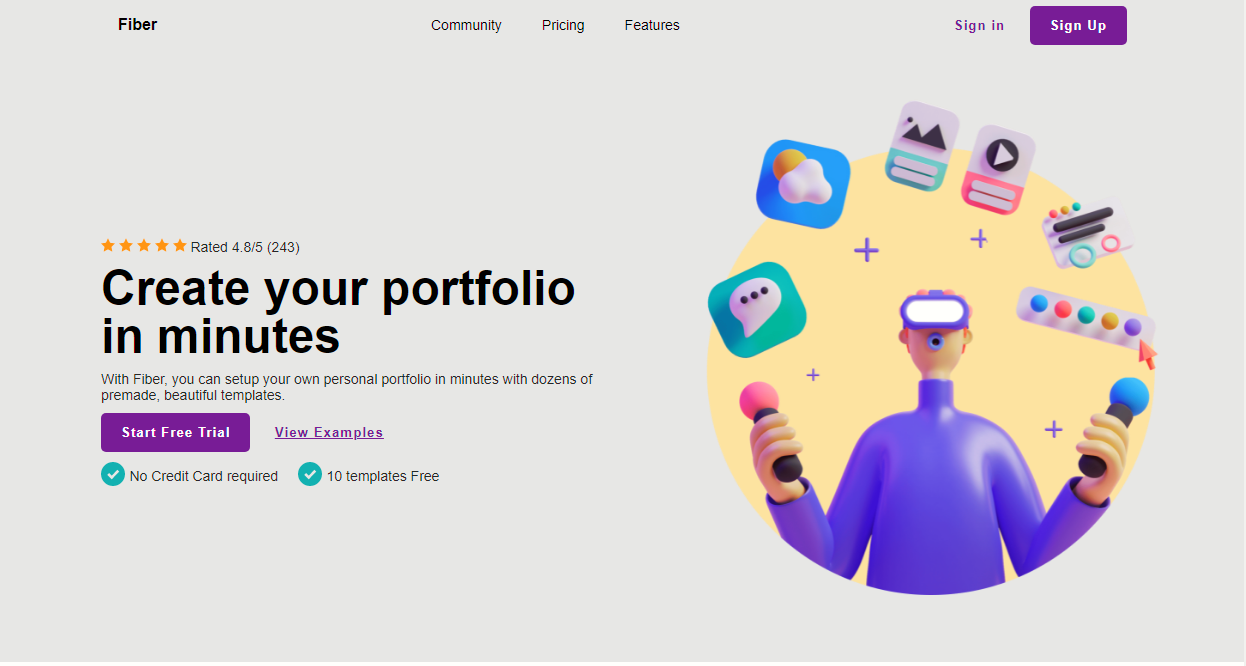 Fiber
Community
Pricing
Features
Sign in
Sign Up
Rated 4.8/5 (243)
Create your portfolio
in minutes
With Fiber, you can setup your own personal portfolio in minutes with dozens of
premade, beautiful templates.
Start Free Trial
View Examples
No Credit Card required
10 templates Free